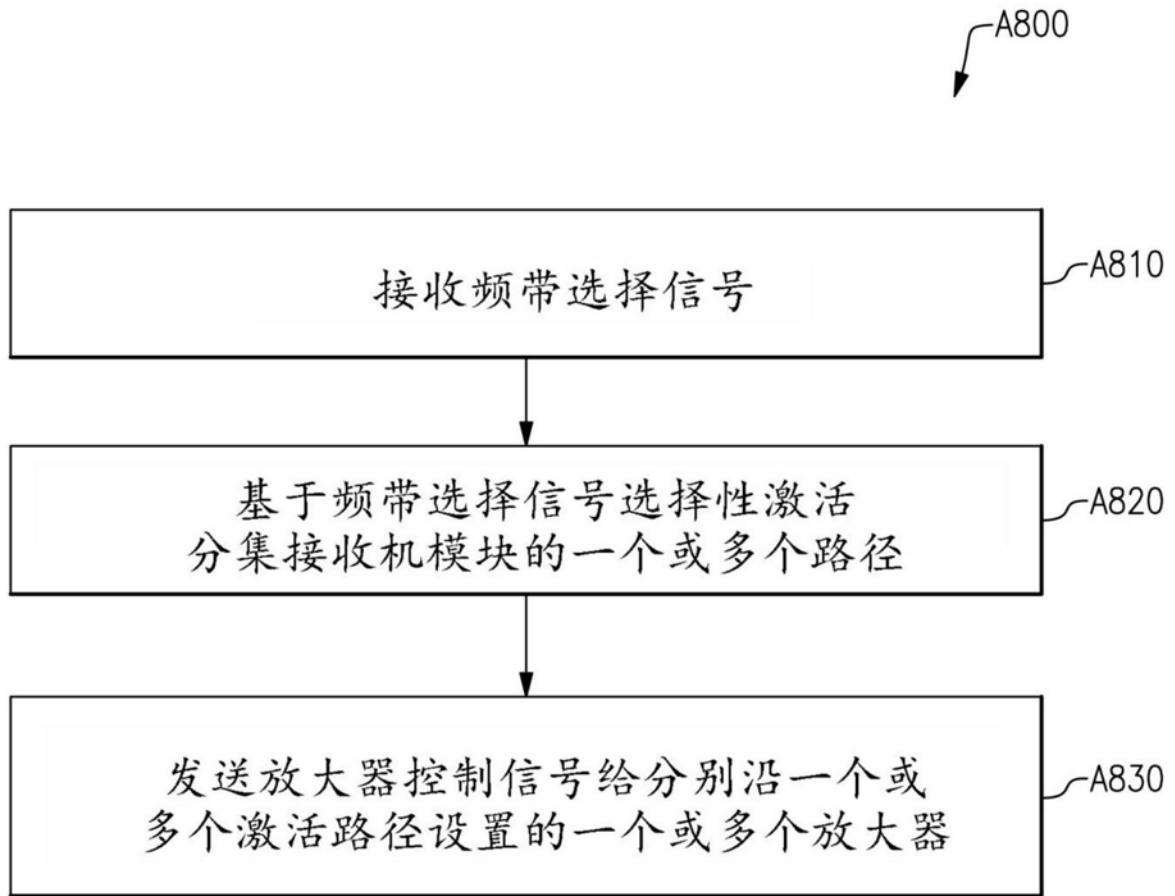 A800
接收频带选择信号
A810
基于频带选择信号选择性激活
分集接收机模块的一个或多个路径
A820
发送放大器控制信号给分别沿一个或
多个激活路径设置的一个或多个放大器
A830